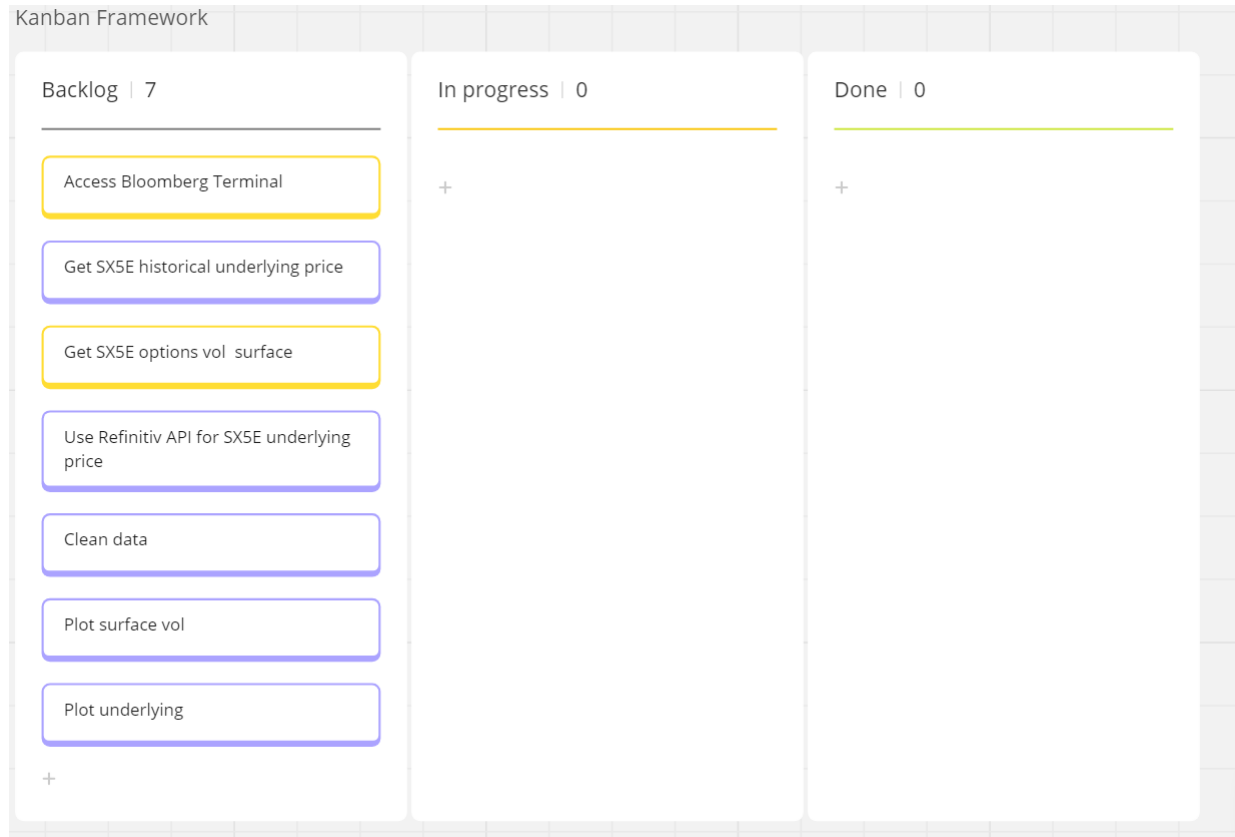 Kanban Framework
Backlog | 7
In progress | 0
Done | 0
Access Bloomberg Terminal
Get SX5E historical underlying price
Get SX5E options vol  surface
Use Refinitiv API for SX5E underlying
price
Clean data
Plot surface vol
Plot underlying
+
+
+